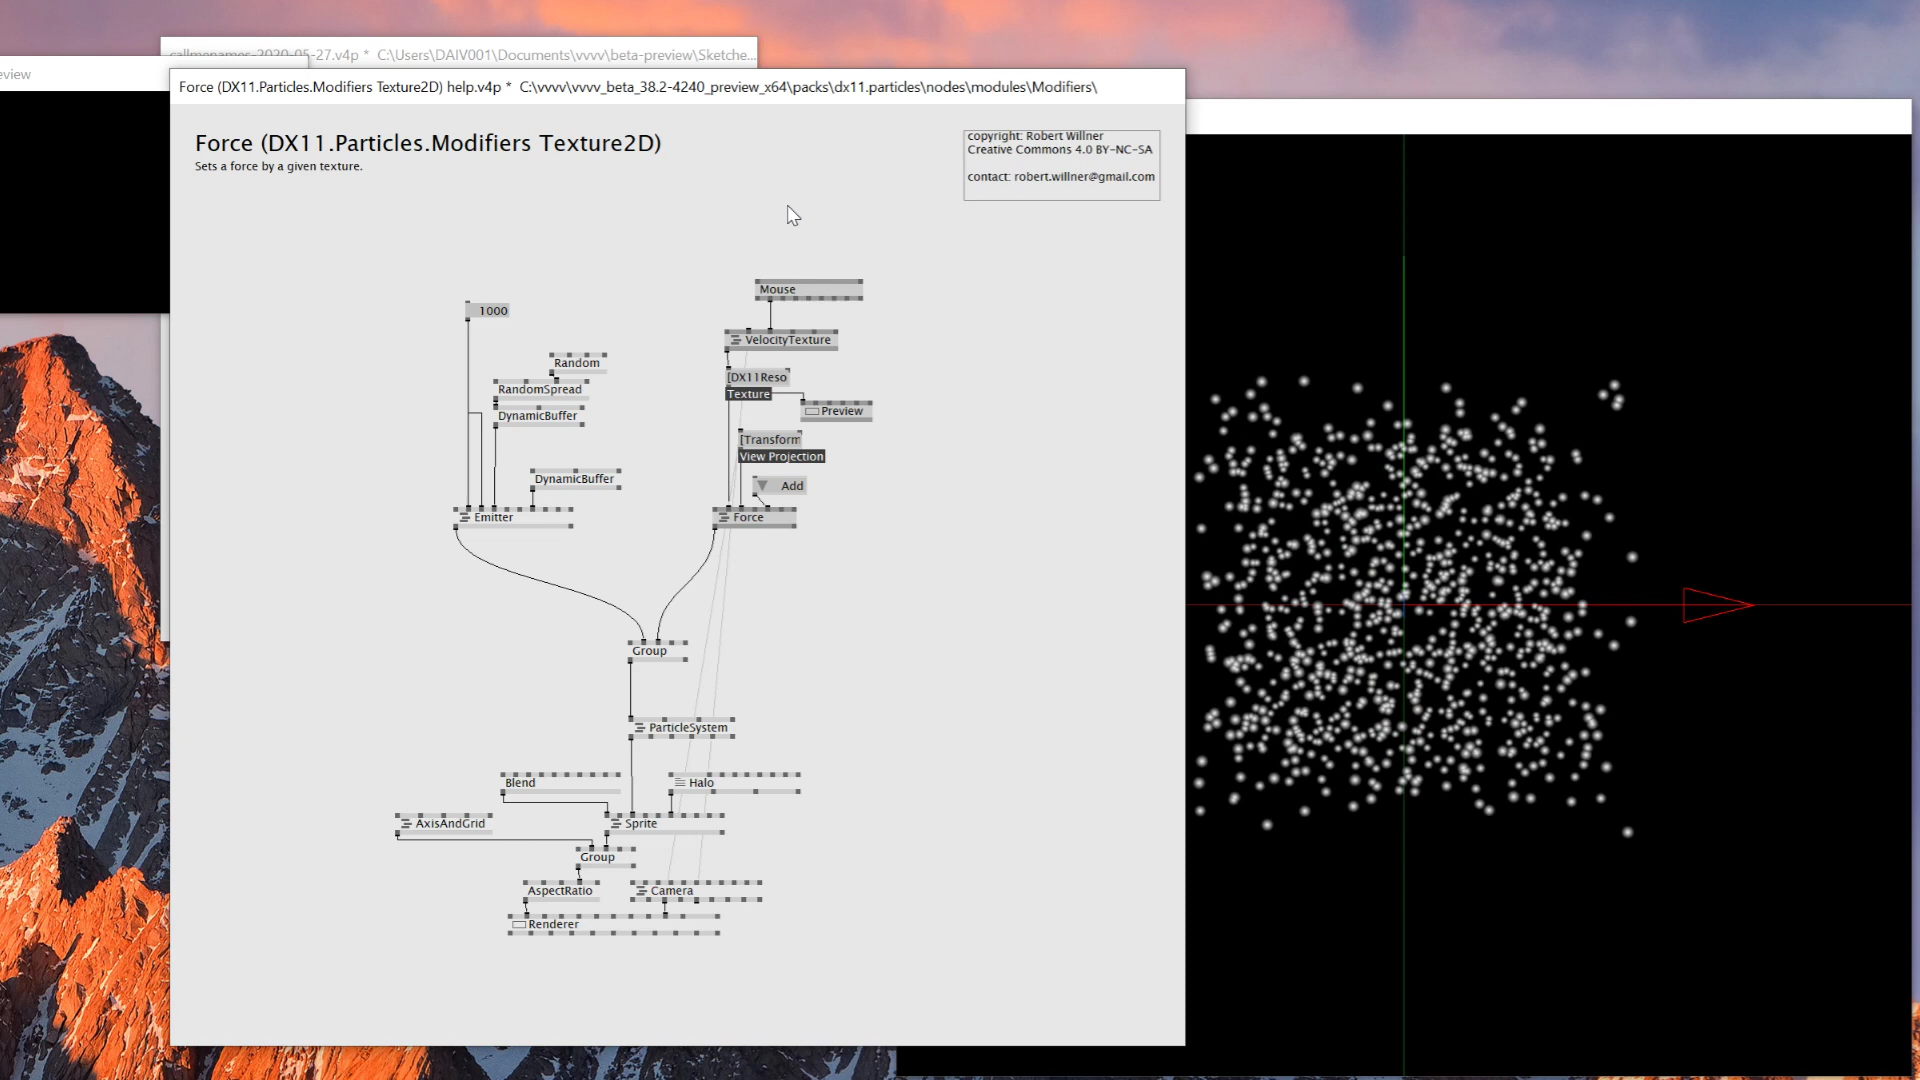 callmenames-2020-05-27.v4p *  C:\Users\DAIV001\Documents\vvvv\beta-preview\Sketche...
eview
Force (DX11.Particles.Modifiers Texture2D) help.v4p *  C:\vvvv\vvvv_beta_38.2-4240_preview_x64\packs\dx11.particles\nodes\modules\Modifiers\
Force (DX11.Particles.Modifiers Texture2D)
Sets a force by a given texture.
copyright: Robert Willner
Creative Commons 4.0 BY-NC-SA
contact: robert.willner@gmail.com
Mouse
1000
VelocityTexture
Random
[DX11Reso
RandomSpread
Texture
Preview
DynamicBuffer
[Transform
View Projection
DynamicBuffer
Add
Emitter
Force
Group
ParticleSystem
Blend
Halo
AxisAndGrid
Sprite
Group
AspectRatio
Camera
Renderer